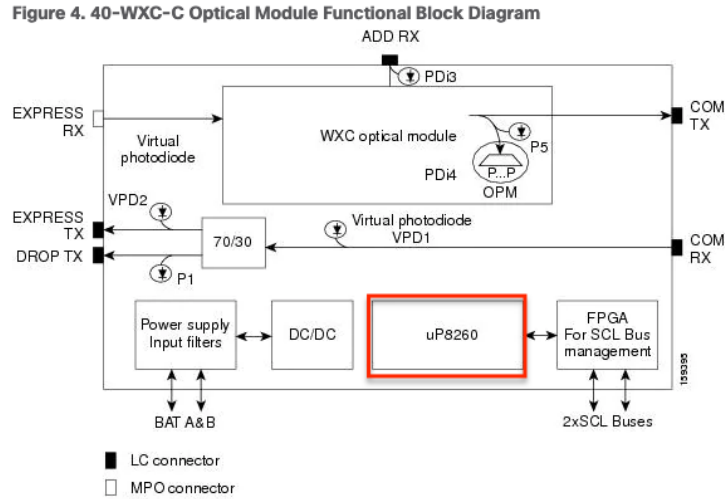 Figure 4. 40-WXC-C Optical Module Functional Block Diagram
ADD RX
PDi3
EXPRESS
RX
COM
TX
WXC optical module
Virtual
photodiode
P5
PDi4
P...P
OPM
VPD2
EXPRESS
TX
Virtual photodiode
VPD1
70/30
DROP TX
COM
RX
P1
Power supply
Input filters
DC/DC
uP8260
FPGA
For SCL Bus
management
159395
BAT A&B
2xSCL Buses
LC connector
MPO connector